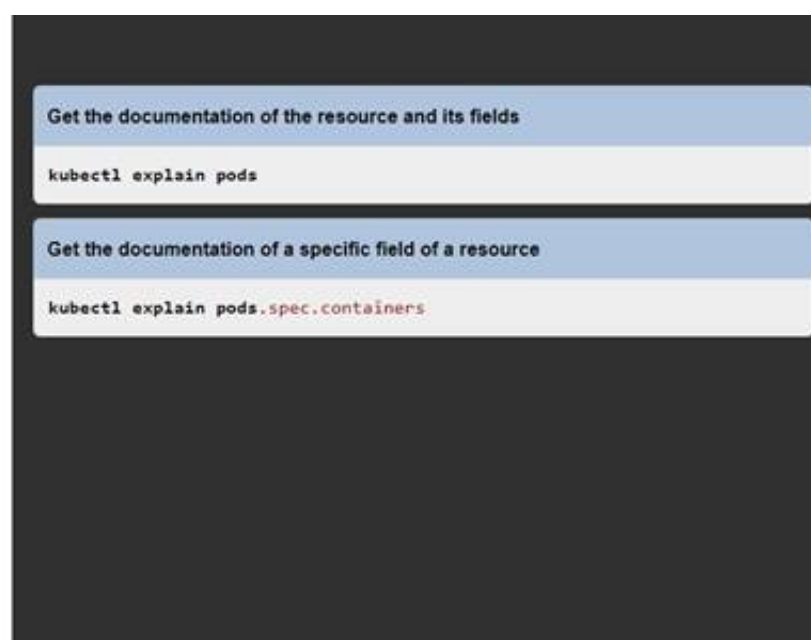 Get the documentation of the resource and its fields
kubectl explain pods
Get the documentation of a specific field of a resource
kubectl explain pods.spec.containers